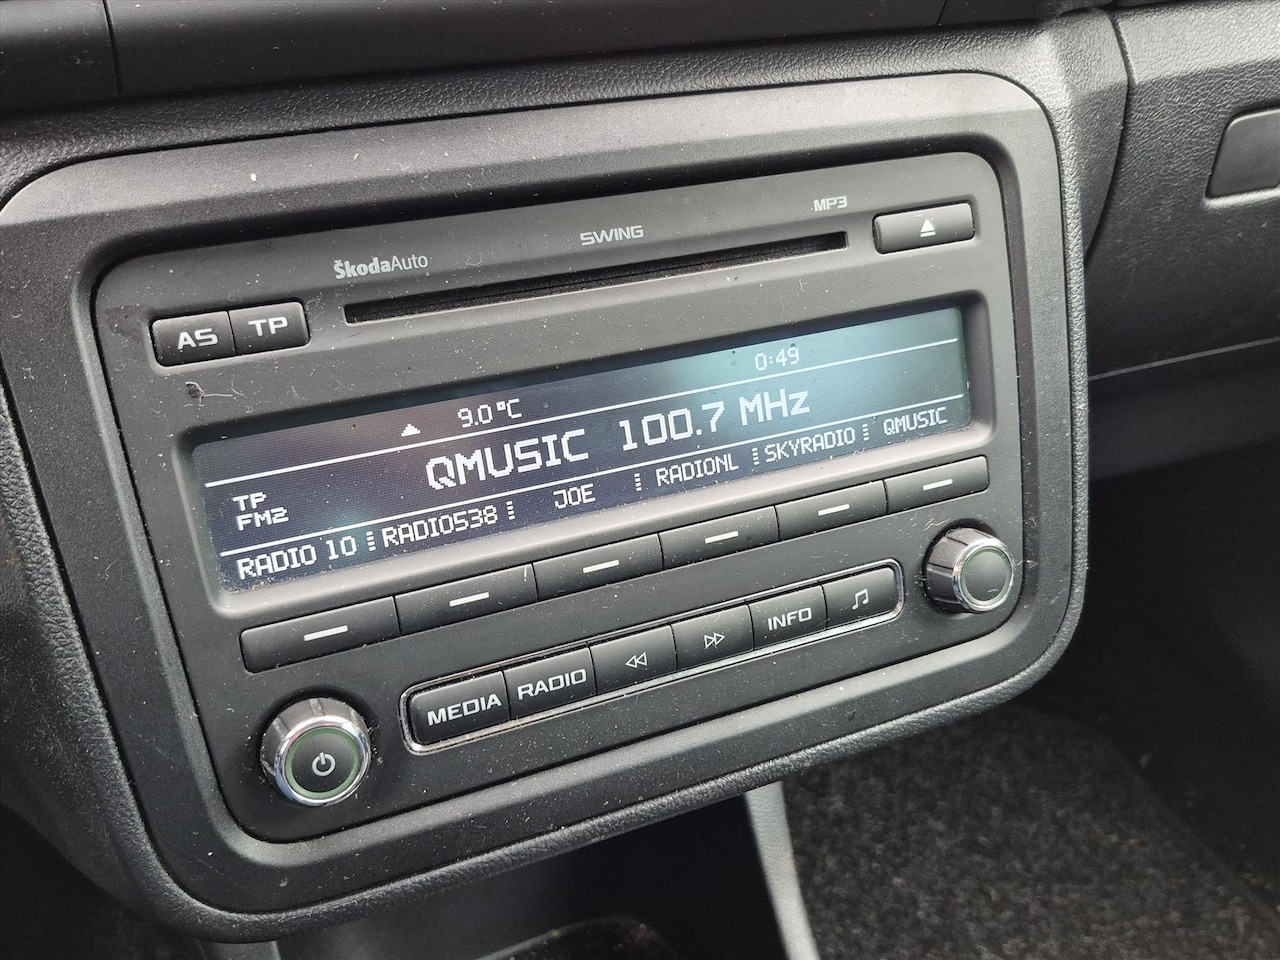 MP3
SWING
ŠkodaAuto
AS TP
0:49
9.0 °C
QMUSIC 100.7 MHz
TP
FM2
RADIO 10 RADIO538 JOE RADIONL SKYRADIO QMUSIC
MEDIA RADIO INFO